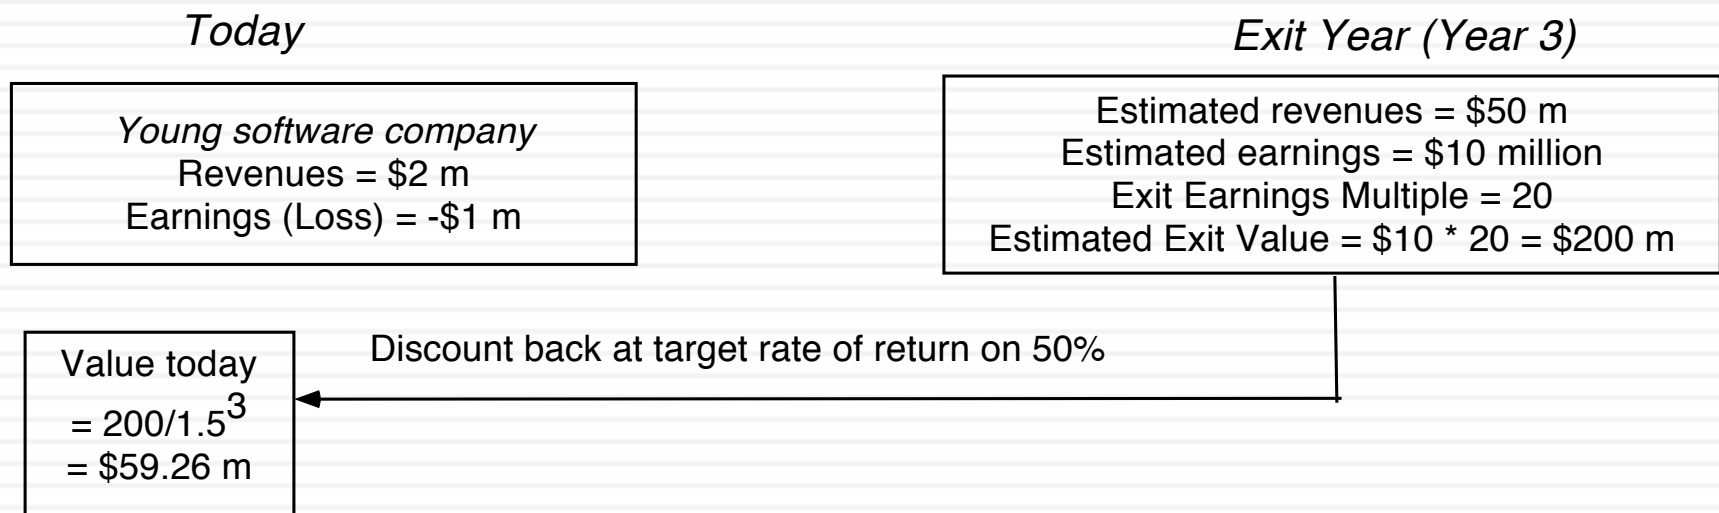 Today
Exit Year (Year 3)
Young software company
Revenues = $2 m
Earnings (Loss) = -$1 m
Estimated revenues = $50 m
Estimated earnings = $10 million
Exit Earnings Multiple = 20
Estimated Exit Value = $10 * 20 = $200 m
Discount back at target rate of return on 50%
Value today
= 200/1.5³
= $59.26 m